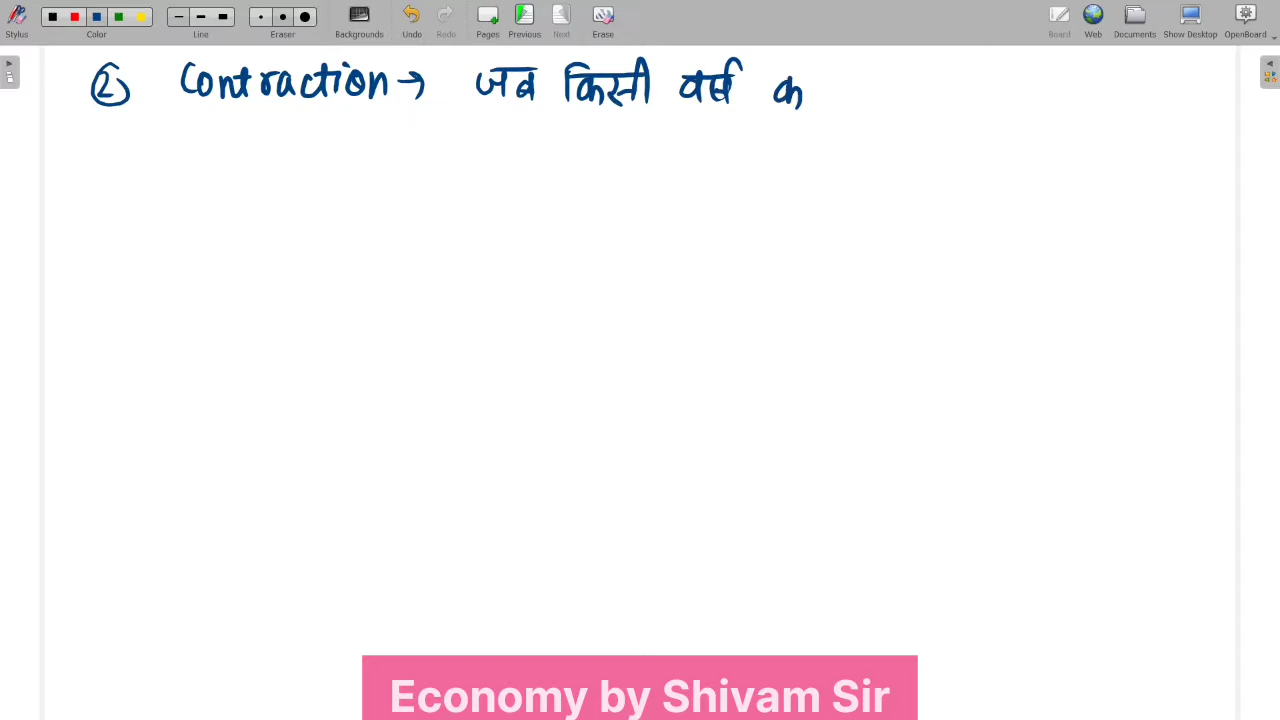 Stylus Color Line Eraser Backgrounds Undo Redo Pages Previous Next Erase Board Web Documents Show Desktop OpenBoard
② Contraction → जब किसी वर्ष क
Economy by Shivam Sir